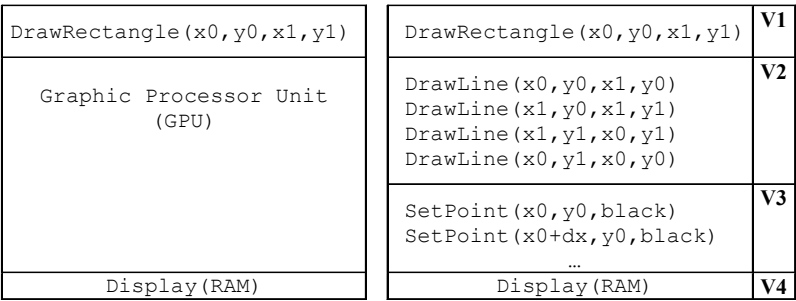 DrawRectangle(x0,y0,x1,y1)
Graphic Processor Unit
(GPU)
Display(RAM)
DrawRectangle(x0,y0,x1,y1) V1
V2
DrawLine(x0,y0,x1,y0)
DrawLine(x1,y0,x1,y1)
DrawLine(x1,y1,x0,y1)
DrawLine(x0,y1,x0,y0)
V3
SetPoint(x0,y0,black)
SetPoint(x0+dx,y0,black)
…
Display(RAM) V4